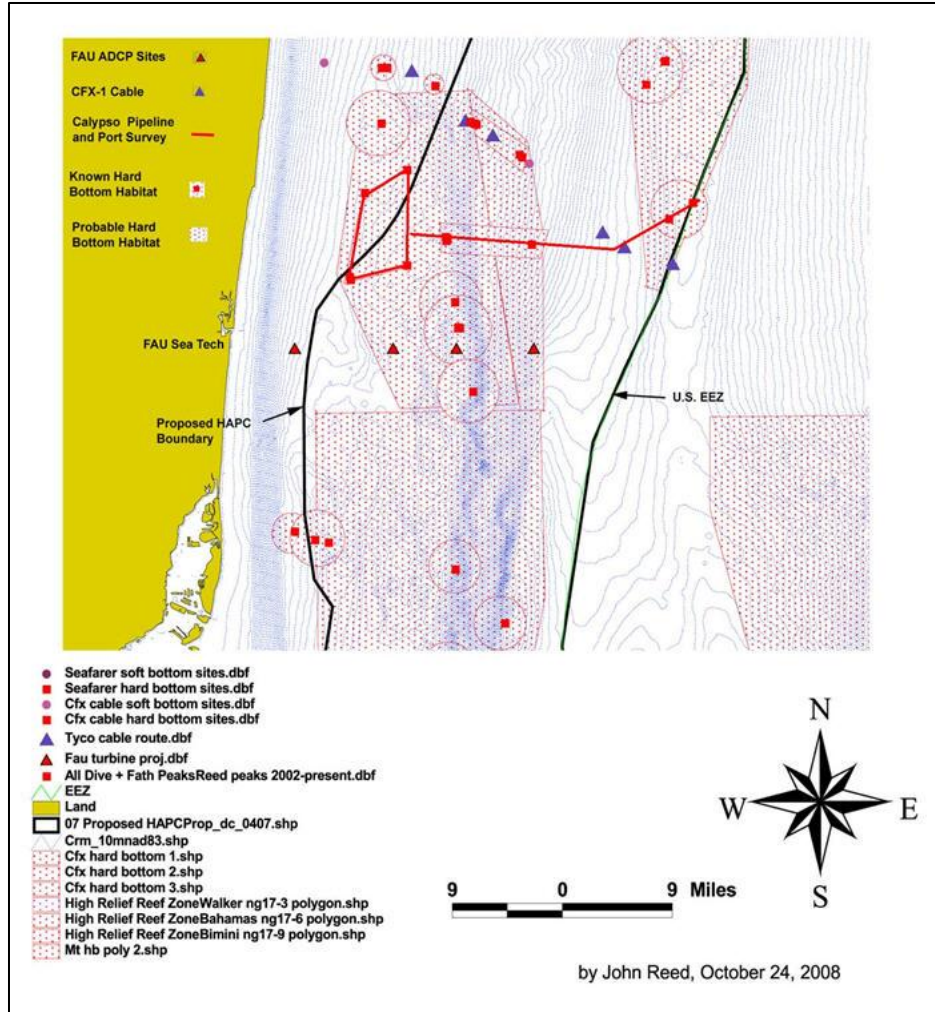 FAU ADCP Sites
CFX-1 Cable
Calypso Pipeline
and Port Survey
Known Hard
Bottom Habitat
Probable Hard
Bottom Habitat
FAU Sea Tech
Proposed HAPC
Boundary
U.S. EEZ
Seafarer soft bottom sites.dbf
Seafarer hard bottom sites.dbf
Cfx cable soft bottom sites.dbf
Cfx cable hard bottom sites.dbf
Tyco cable route.dbf
Fau turbine proj.dbf
All Dive + Fath PeaksReed peaks 2002-present.dbf
EEZ
Land
07 Proposed HAPCProp_dc_0407.shp
Crm_10mnad83.shp
Cfx hard bottom 1.shp
Cfx hard bottom 2.shp
Cfx hard bottom 3.shp
High Relief Reef ZoneWalker ng17-3 polygon.shp
High Relief Reef ZoneBahamas ng17-6 polygon.shp
High Relief Reef ZoneBimini ng17-9 polygon.shp
Mt hb poly 2.shp
9 0 9 Miles
N
W E
S
by John Reed, October 24, 2008